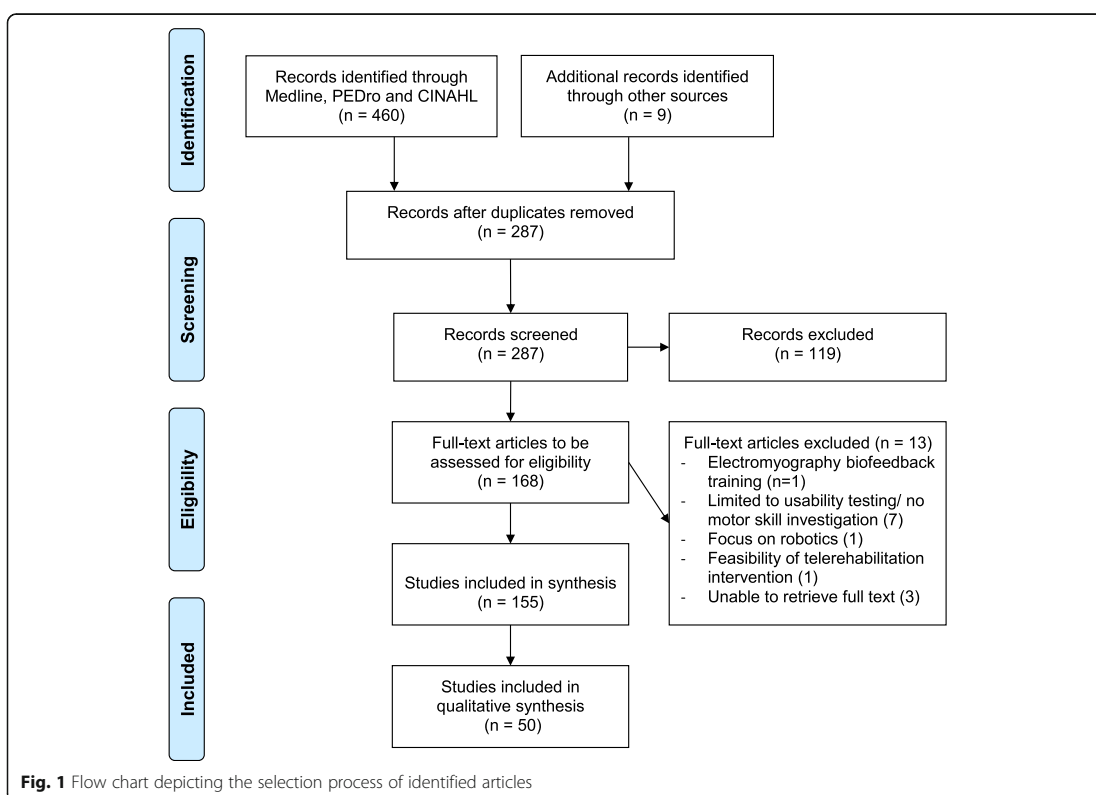 Identification
Records identified through
Medline, PEDro and CINAHL
(n = 460)
Additional records identified
through other sources
(n = 9)
Records after duplicates removed
(n = 287)
Screening
Records screened
(n = 287)
Records excluded
(n = 119)
Eligibility
Full-text articles to be
assessed for eligibility
(n = 168)
Full-text articles excluded (n = 13)
- Electromyography biofeedback
training (n=1)
- Limited to usability testing/ no
motor skill investigation (7)
- Focus on robotics (1)
- Feasibility of telerehabilitation
intervention (1)
- Unable to retrieve full text (3)
Studies included in synthesis
(n = 155)
Included
Studies included in
qualitative synthesis
(n = 50)
Fig. 1 Flow chart depicting the selection process of identified articles